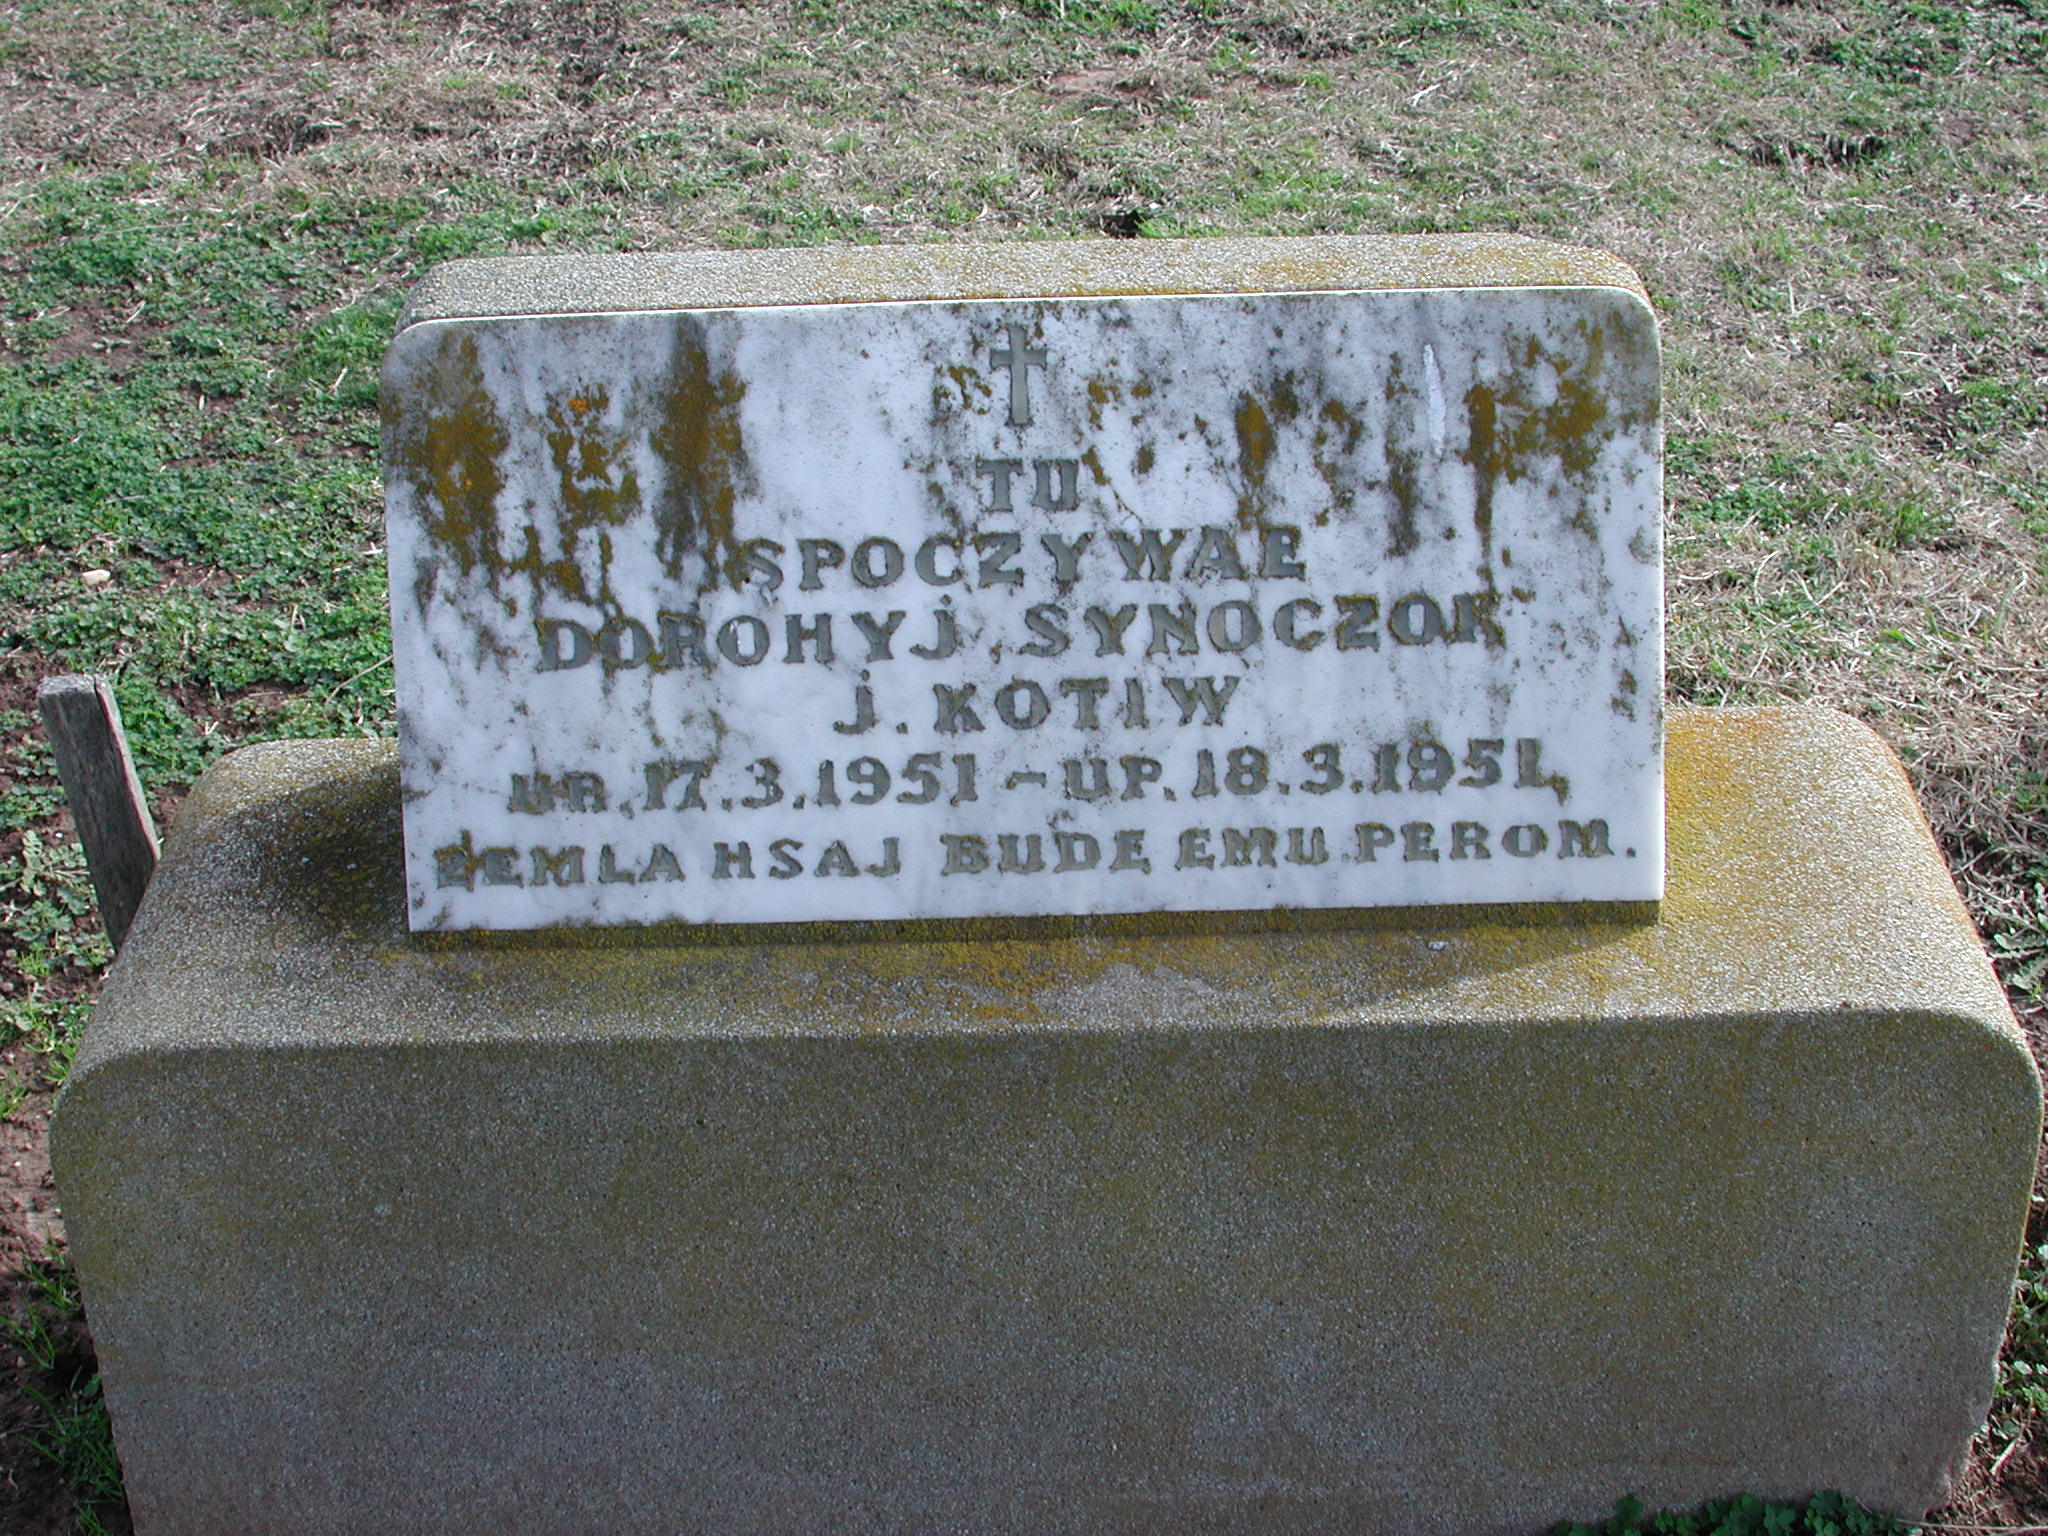 TU
SPOCZYWAE
DOROHYJ SYNOCZOK
J. KOTIW
UR. 17.3.1951 - UP. 18.3.1951,
ZEMLA HSAJ BUDE EMU PEROM.